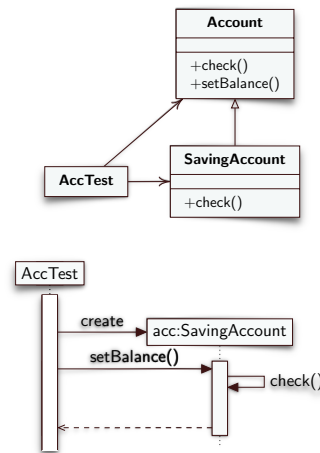 Account
+check()
+setBalance()
SavingAccount
AccTest
+check()
AccTest
create
acc:SavingAccount
setBalance()
check()